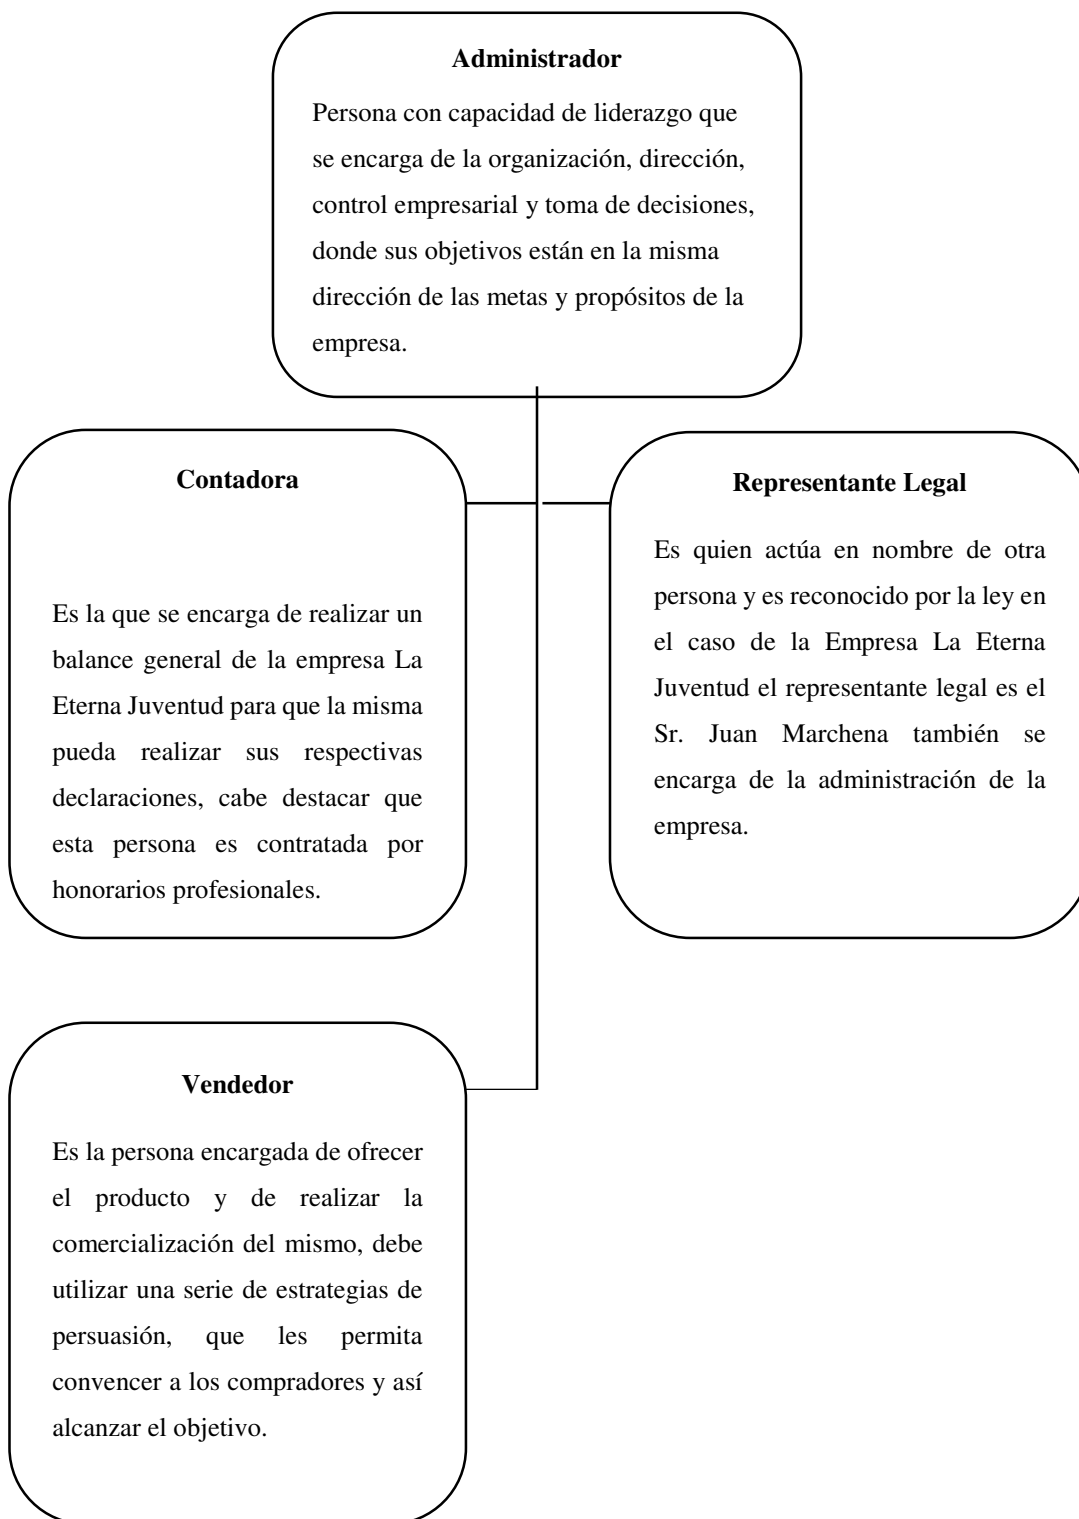 Administrador
Persona con capacidad de liderazgo que
se encarga de la organización, dirección,
control empresarial y toma de decisiones,
donde sus objetivos están en la misma
dirección de las metas y propósitos de la
empresa.
Contadora
Es la que se encarga de realizar un
balance general de la empresa La
Eterna Juventud para que la misma
pueda realizar sus respectivas
declaraciones, cabe destacar que
esta persona es contratada por
honorarios profesionales.
Representante Legal
Es quien actúa en nombre de otra
persona y es reconocido por la ley en
el caso de la Empresa La Eterna
Juventud el representante legal es el
Sr. Juan Marchena también se
encarga de la administración de la
empresa.
Vendedor
Es la persona encargada de ofrecer
el producto y de realizar la
comercialización del mismo, debe
utilizar una serie de estrategias de
persuasión, que les permita
convencer a los compradores y así
alcanzar el objetivo.